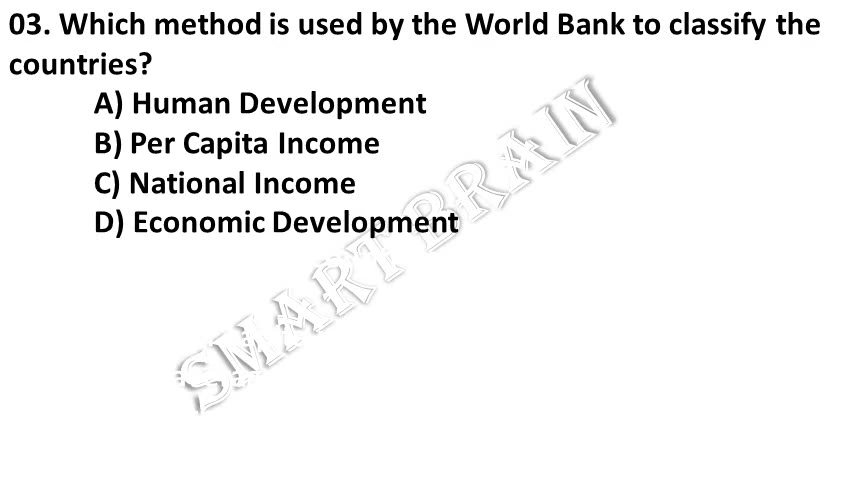 03. Which method is used by the World Bank to classify the
countries?
A) Human Development
B) Per Capita Income
C) National Income
D) Economic Development
SMART BRAIN